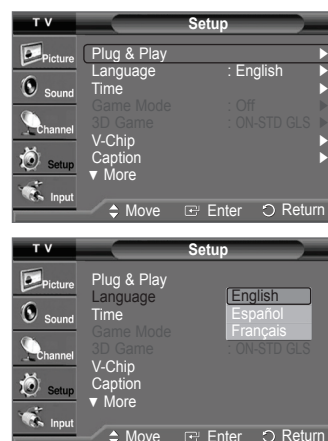 T V Setup
Picture
Sound
Channel
Setup
Input
Plug & Play
Language : English
Time
Game Mode : Off
3D Game : ON-STD GLS
V-Chip
Caption
▼ More
Move Enter Return
T V Setup
Picture
Sound
Channel
Setup
Input
Plug & Play
Language English
Time Español
Game Mode Français
3D Game : ON-STD GLS
V-Chip
Caption
▼ More
Move Enter Return